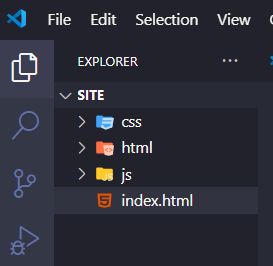 File Edit Selection View
EXPLORER
SITE
css
html
js
index.html